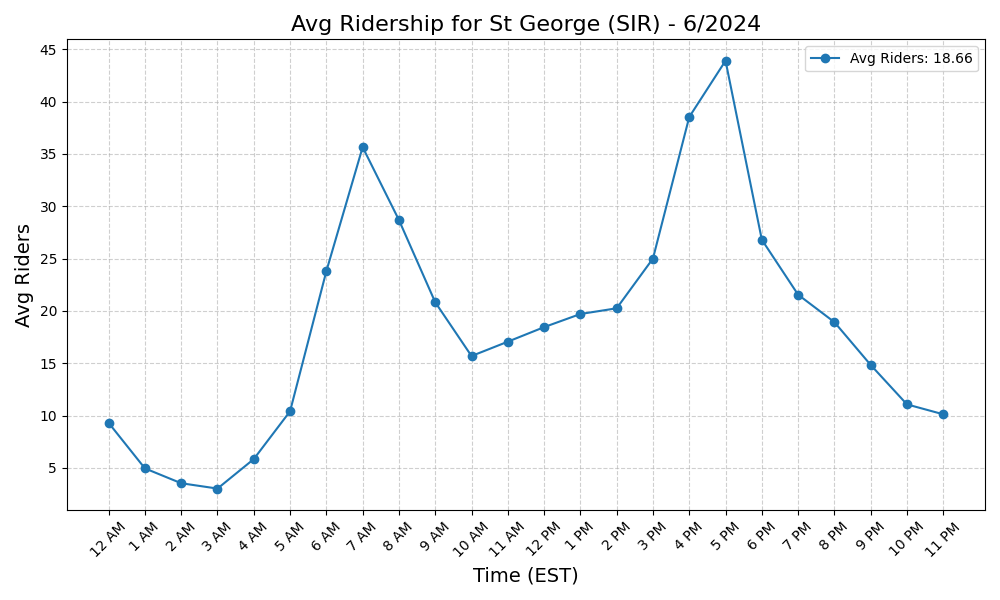 Avg Ridership for St George (SIR) - 6/2024
Avg Riders: 18.66
Avg Riders
45
40
35
30
25
20
15
10
5
12 AM
1 AM
2 AM
3 AM
4 AM
5 AM
6 AM
7 AM
8 AM
9 AM
10 AM
11 AM
12 PM
1 PM
2 PM
3 PM
4 PM
5 PM
6 PM
7 PM
8 PM
9 PM
10 PM
11 PM
Time (EST)